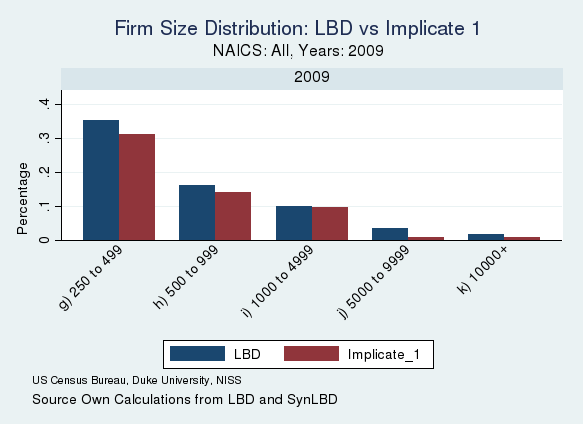 Firm Size Distribution: LBD vs Implicate 1
NAICS: All, Years: 2009
2009
Percentage
.4
.3
.2
.1
0
g) 250 to 499
h) 500 to 999
i) 1000 to 4999
j) 5000 to 9999
k) 10000+
LBD
Implicate_1
US Census Bureau, Duke University, NISS
Source Own Calculations from LBD and SynLBD